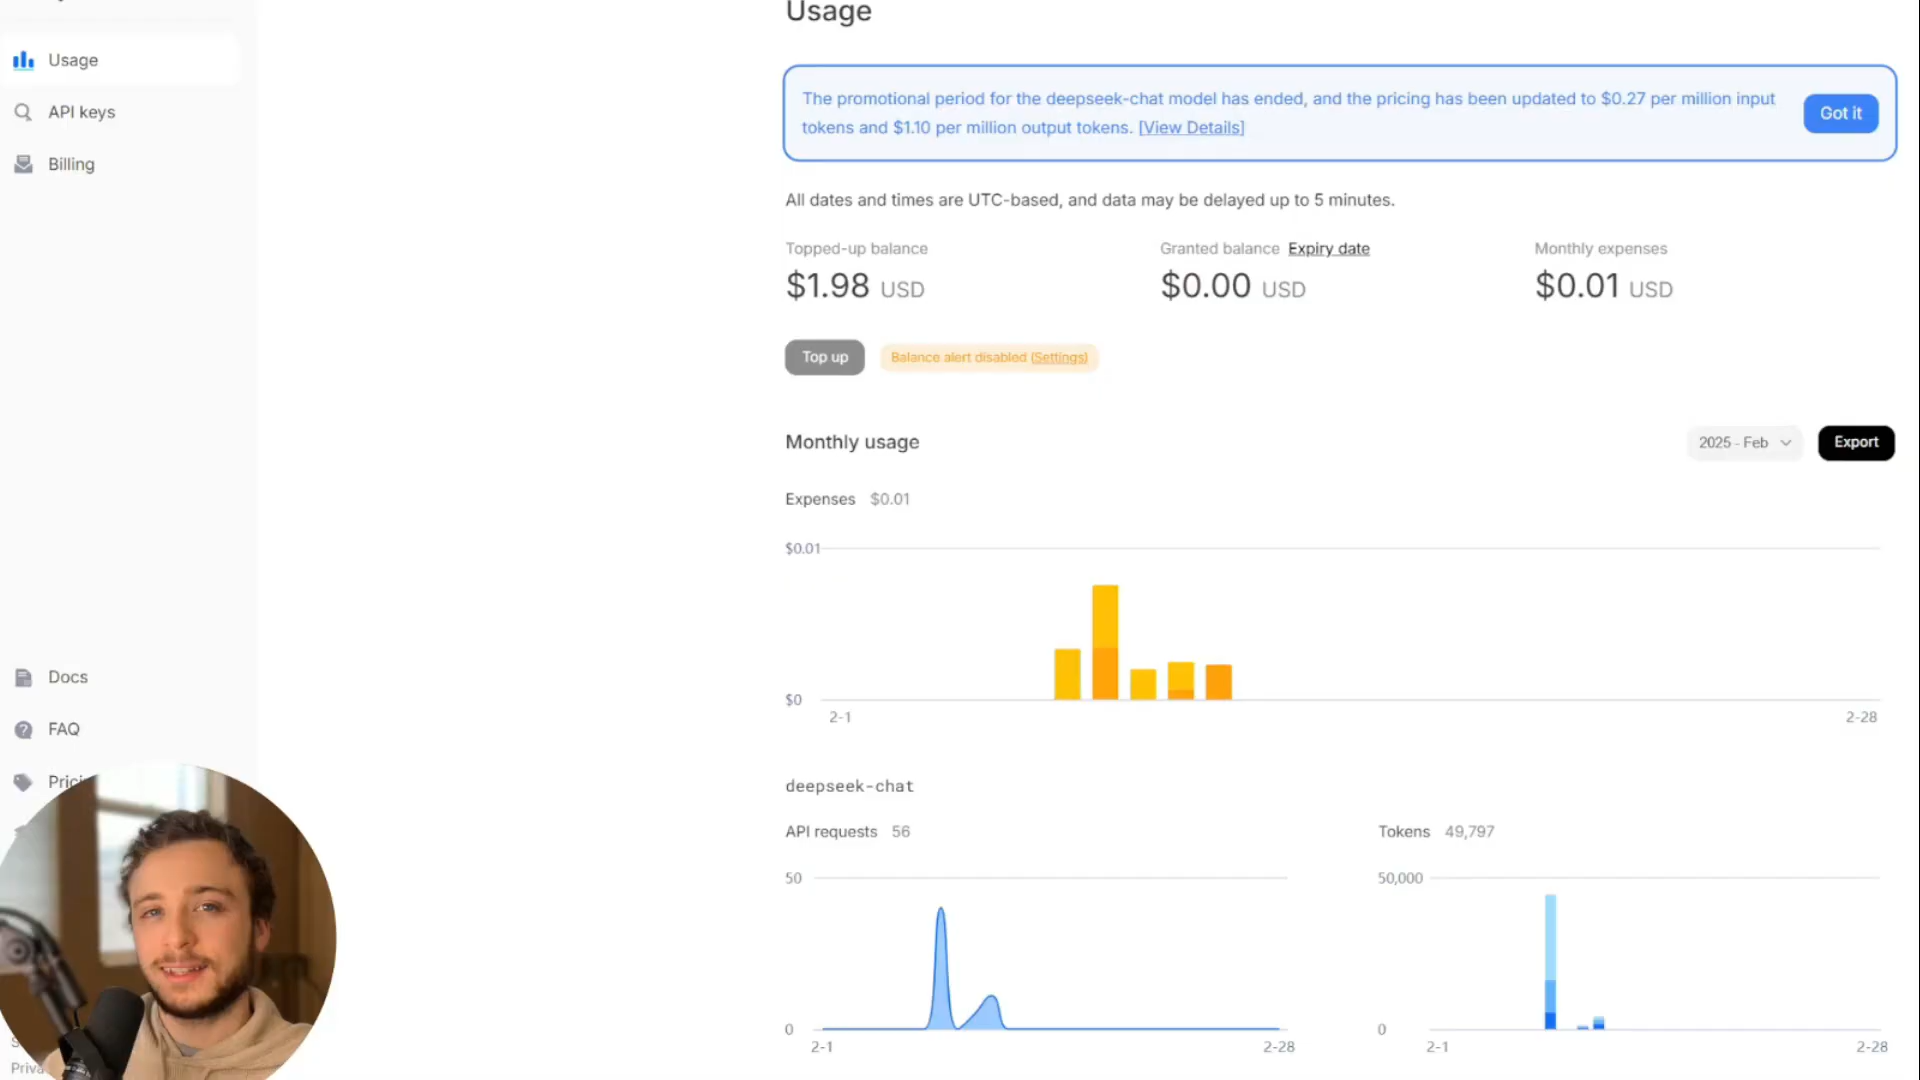 Usage
Usage
API keys
Billing
The promotional period for the deepseek-chat model has ended, and the pricing has been updated to $0.27 per million input
tokens and $1.10 per million output tokens. [View Details]
Got it
All dates and times are UTC-based, and data may be delayed up to 5 minutes.
Topped-up balance
Granted balance Expiry date
Monthly expenses
$1.98 USD
$0.00 USD
$0.01 USD
Top up
Balance alert disabled (Settings)
Monthly usage
2025 - Feb
Export
Expenses $0.01
$0.01
$0
2-1
2-28
Docs
FAQ
deepseek-chat
API requests 56
Tokens 49,797
50
50,000
0
0
2-1
2-28
2-1
2-28